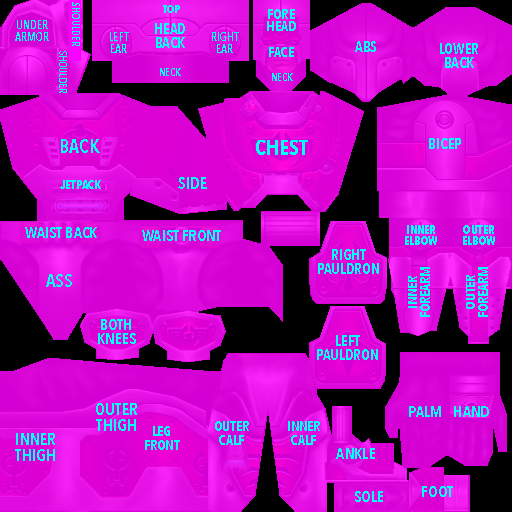 UNDER
ARMOR
SHOULDER
SHOULDER
TOP
HEAD
BACK
LEFT
EAR
RIGHT
EAR
NECK
FORE
HEAD
FACE
NECK
ABS
LOWER
BACK
BACK
JETPACK
SIDE
CHEST
BICEP
WAIST BACK
WAIST FRONT
ASS
RIGHT
PAULDRON
INNER
ELBOW
OUTER
ELBOW
INNER
FOREARM
OUTER
FOREARM
BOTH
KNEES
LEFT
PAULDRON
OUTER
THIGH
INNER
THIGH
LEG
FRONT
OUTER
CALF
INNER
CALF
PALM
HAND
ANKLE
SOLE
FOOT